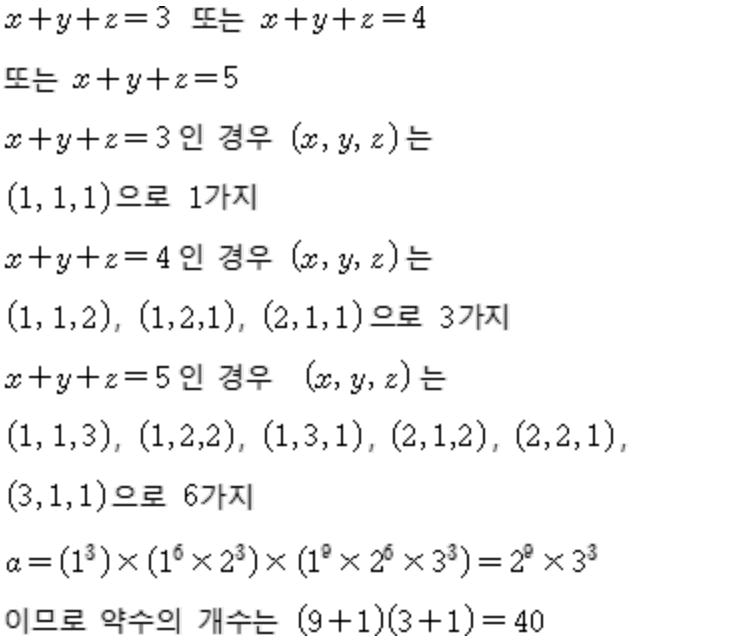 x+y+z=3 또는 x+y+z=4
또는 x+y+z=5
x+y+z=3인 경우 (x, y, z)는
(1, 1,1)으로 1가지
x+y+z=4인 경우 (x, y, z)는
(1, 1,2), (1,2,1), (2,1,1)으로 3가지
x+y+z=5인 경우 (x, y, z)는
(1, 1,3), (1,2,2), (1,3,1), (2,1,2), (2,2,1),
(3,1,1)으로 6가지
a=(1³)×(1⁶×2³)×(1⁹×2⁶×3³)=2⁹×3³
이므로 약수의 개수는 (9+1)(3+1)=40